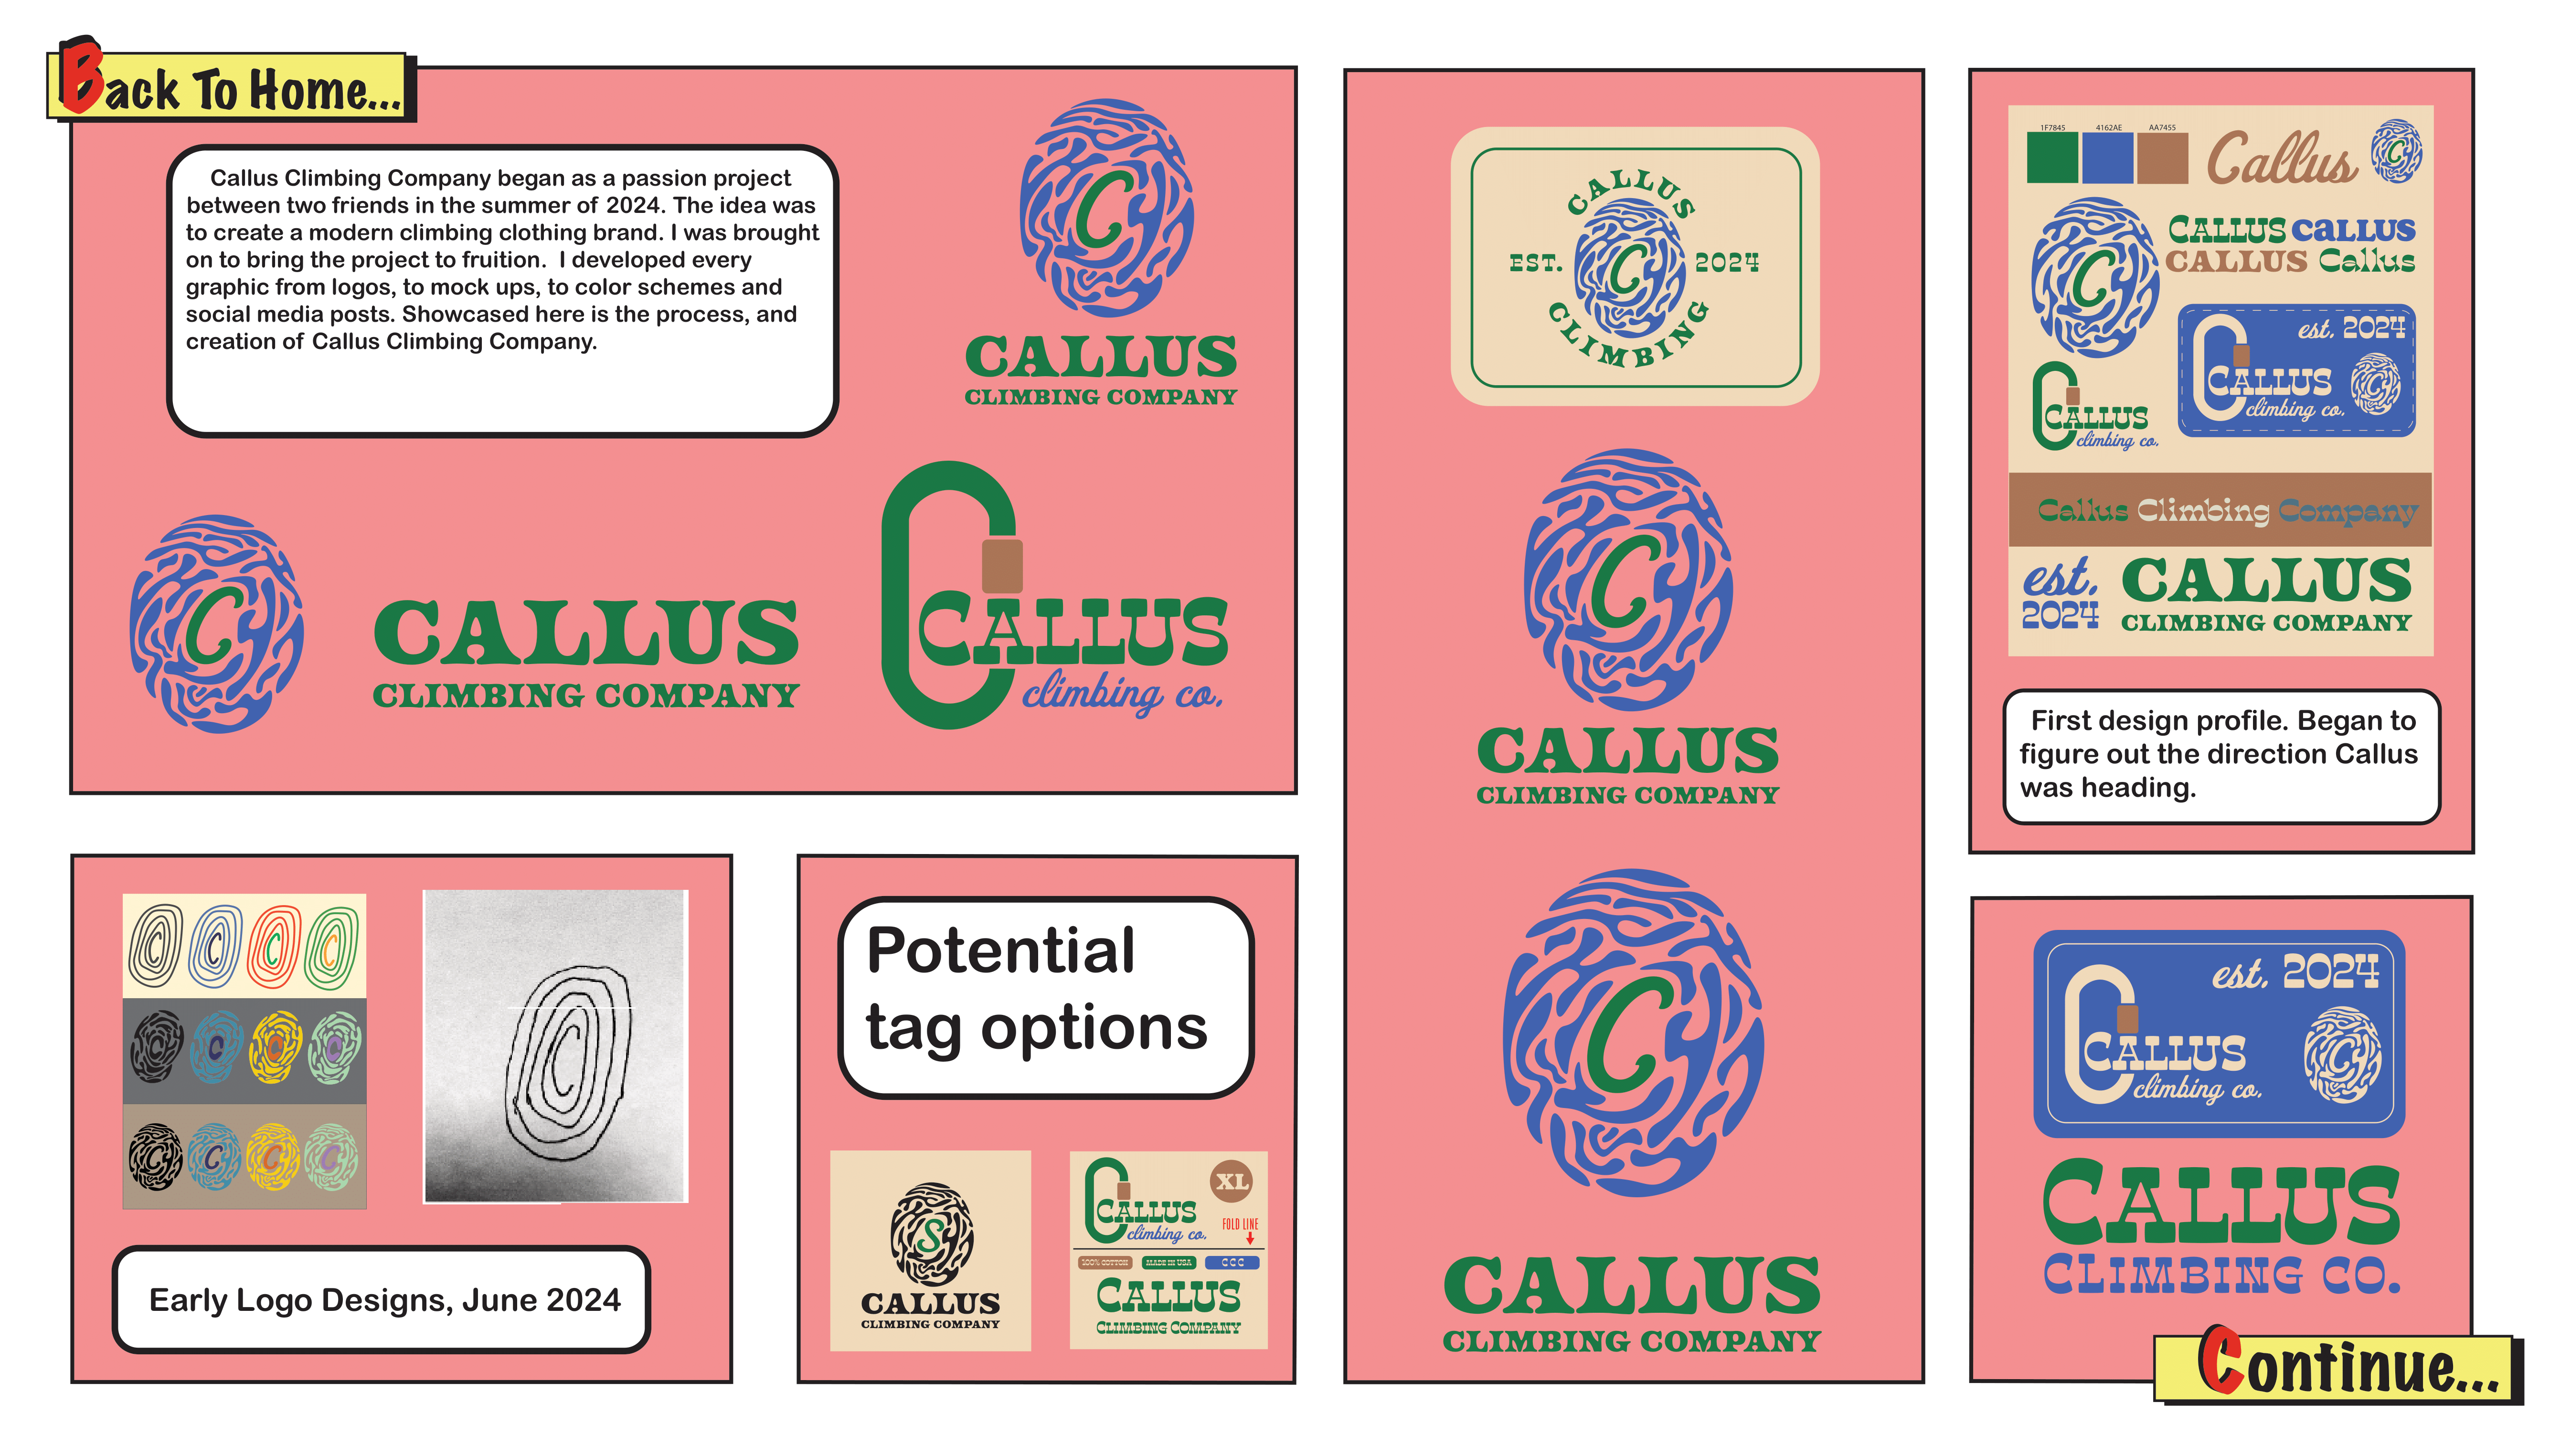 Back To Home...
Callus Climbing Company began as a passion project
between two friends in the summer of 2024. The idea was
to create a modern climbing clothing brand. I was brought
on to bring the project to fruition.  I developed every
graphic from logos, to mock ups, to color schemes and
social media posts. Showcased here is the process, and
creation of Callus Climbing Company.
C
CALLUS
CLIMBING COMPANY
C
CALLUS
CLIMBING COMPANY
CALLUS
climbing co.
C C C C
C C C C
C C C C
C
Early Logo Designs, June 2024
Potential
tag options
S
CALLUS
CLIMBING COMPANY
CALLUS
climbing co.
XL
FOLD LINE
100% COTTON
MADE IN USA
CCC
CALLUS
CLIMBING COMPANY
CALLUS
EST.
C
2024
CLIMBING
C
CALLUS
CLIMBING COMPANY
C
CALLUS
CLIMBING COMPANY
1F7845
4162AE
AA7455
Callus
C
C
CALLUS CALLUS
CALLUS Callus
est. 2024
CALLUS
climbing co.
C
CALLUS
climbing co.
Callus Climbing Company
est.
2024
CALLUS
CLIMBING COMPANY
First design profile. Began to
figure out the direction Callus
was heading.
est. 2024
CALLUS
climbing co.
C
CALLUS
CLIMBING CO.
Continue...